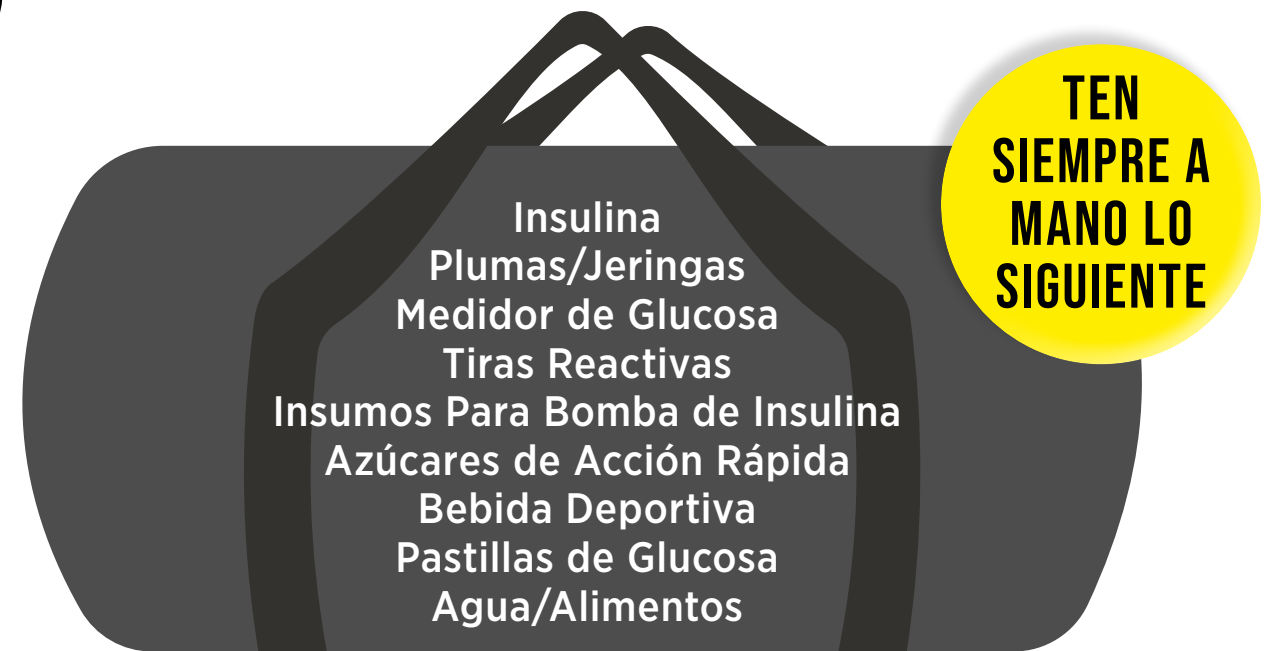 TEN
SIEMPRE A
MANO LO
SIGUIENTE
Insulina
Plumas/Jeringas
Medidor de Glucosa
Tiras Reactivas
Insumos Para Bomba de Insulina
Azúcares de Acción Rápida
Bebida Deportiva
Pastillas de Glucosa
Agua/Alimentos